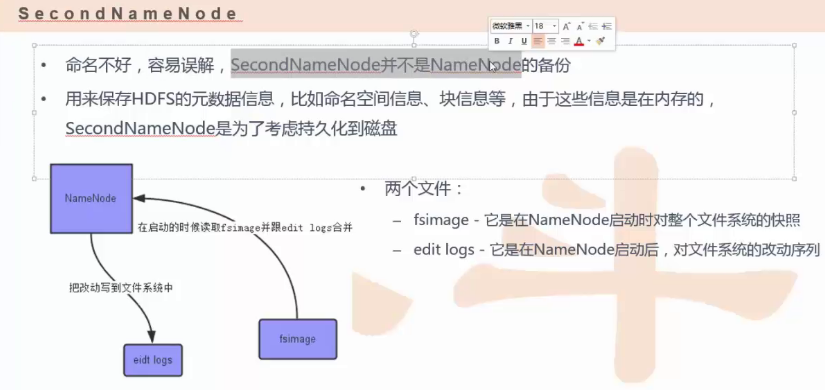 SecondNameNode
微软雅黑 18
B I U A
命名不好，容易误解，SecondNameNode并不是NameNode的备份
用来保存HDFS的元数据信息，比如命名空间信息、块信息等，由于这些信息是在内存的，
SecondNameNode是为了考虑持久化到磁盘
NameNode
在启动的时候读取fsimage并跟edit logs合并
把改动写到文件系统中
eidt logs
fsimage
两个文件：
– fsimage - 它是在NameNode启动时对整个文件系统的快照
– edit logs - 它是在NameNode启动后，对文件系统的改动序列
斗